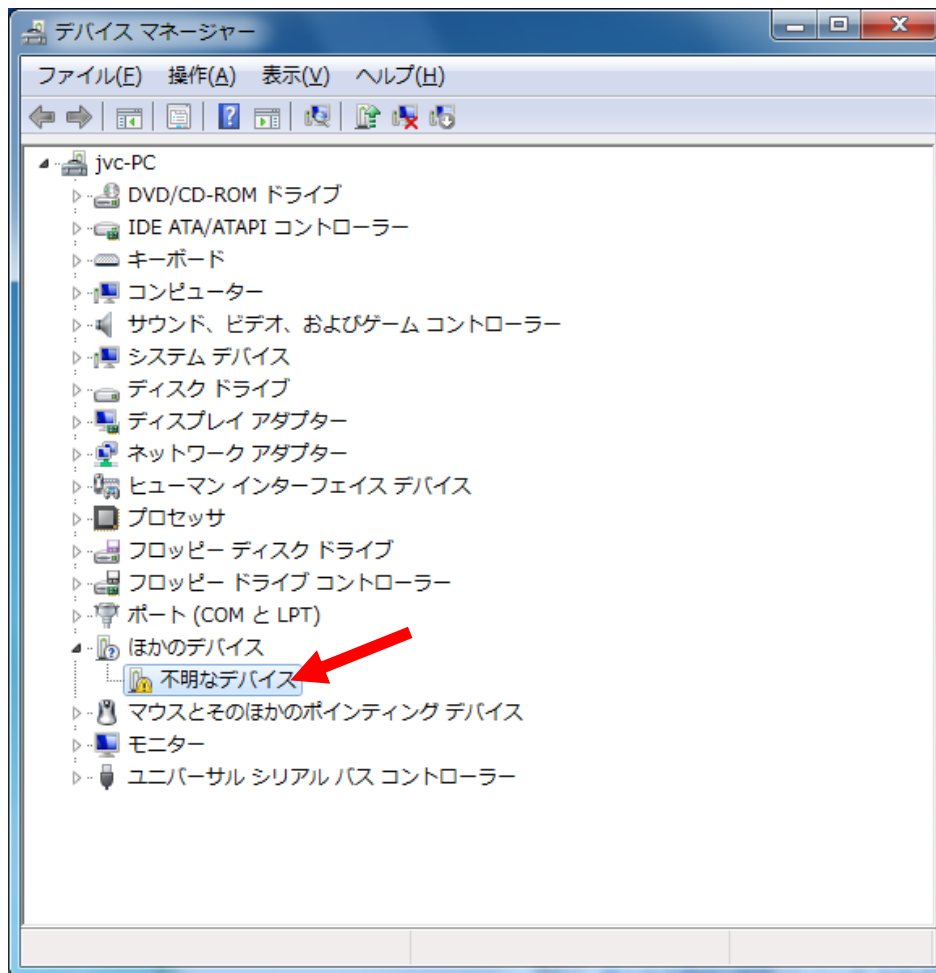 デバイス マネージャー
ファイル(F) 操作(A) 表示(V) ヘルプ(H)
jvc-PC
DVD/CD-ROM ドライブ
IDE ATA/ATAPI コントローラー
キーボード
コンピューター
サウンド、ビデオ、およびゲーム コントローラー
システム デバイス
ディスク ドライブ
ディスプレイ アダプター
ネットワーク アダプター
ヒューマン インターフェイス デバイス
プロセッサ
フロッピー ディスク ドライブ
フロッピー ドライブ コントローラー
ポート (COM と LPT)
ほかのデバイス
不明なデバイス
マウスとそのほかのポインティング デバイス
モニター
ユニバーサル シリアル バス コントローラー